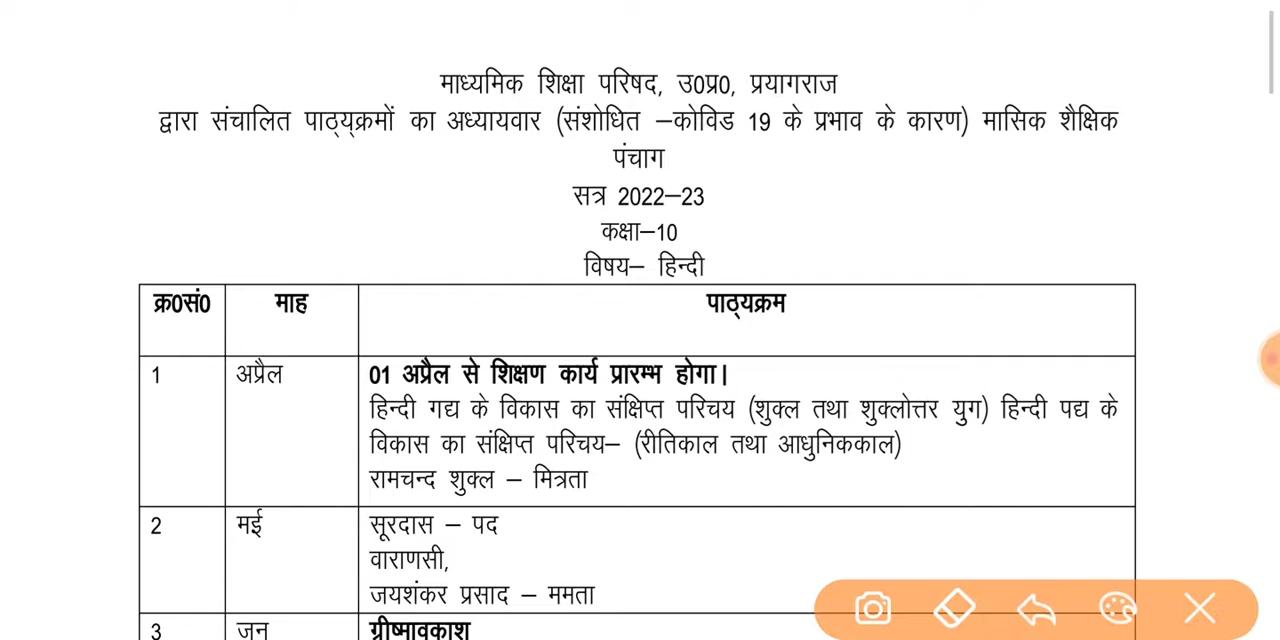 माध्यमिक शिक्षा परिषद, उ0प्र0, प्रयागराज
द्वारा संचालित पाठ्य्क्रमों का अध्यायवार (संशोधित –कोविड 19 के प्रभाव के कारण) मासिक शैक्षिक
पंचाग
सत्र 2022–23
कक्षा–10
विषय– हिन्दी
क्र0सं0 माह पाठ्यक्रम
1 अप्रैल 01 अप्रैल से शिक्षण कार्य प्रारम्भ होगा।
हिन्दी गद्य के विकास का संक्षिप्त परिचय (शुक्ल तथा शुक्लोत्तर युग) हिन्दी पद्य के
विकास का संक्षिप्त परिचय– (रीतिकाल तथा आधुनिककाल)
रामचन्द शुक्ल – मित्रता
2 मई सूरदास – पद
वाराणसी,
जयशंकर प्रसाद – ममता
3 जून ग्रीष्मावकाश